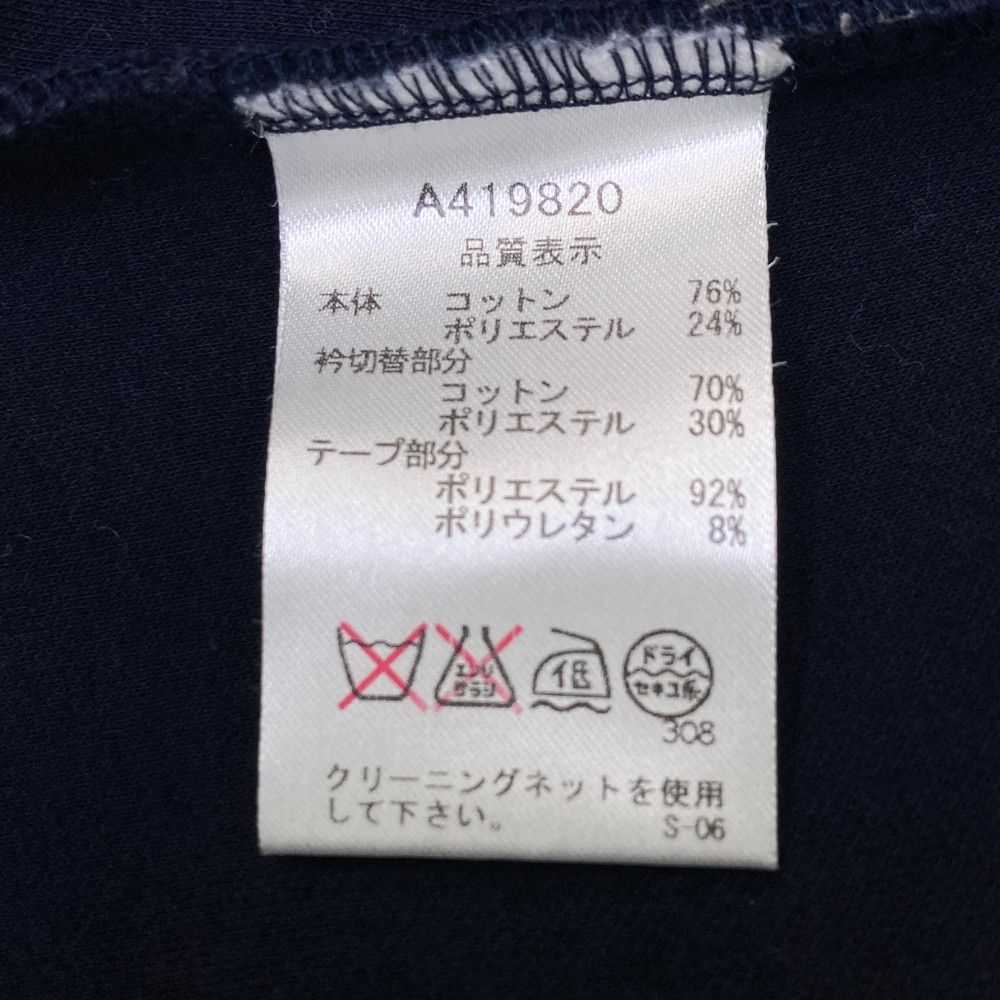 A419820
品質表示
本体 コットン 76%
ポリエステル 24%
衿切替部分
コットン 70%
ポリエステル 30%
テープ部分
ポリエステル 92%
ポリウレタン 8%
エンソ サラシ 低 ドライ セキユ系
308
クリーニングネットを使用
して下さい。 S-06